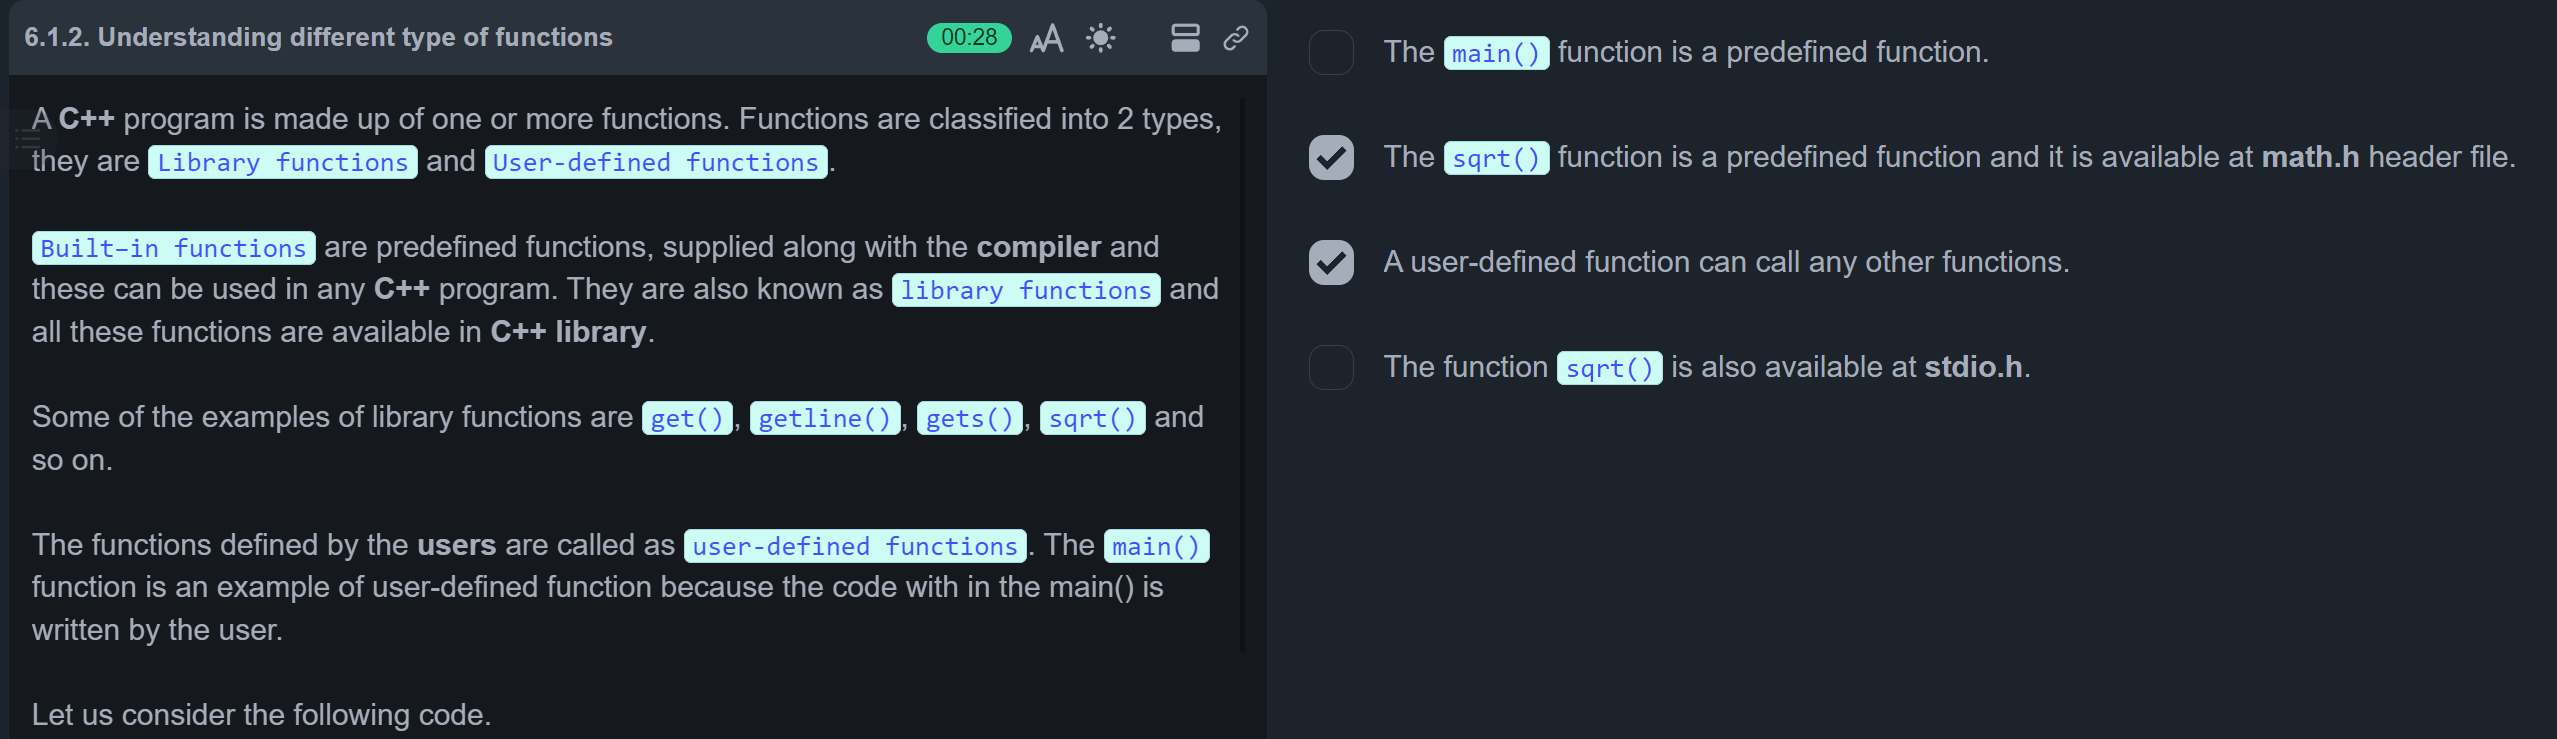 6.1.2. Understanding different type of functions
00:28
A C++ program is made up of one or more functions. Functions are classified into 2 types,
they are Library functions and User-defined functions.
Built-in functions are predefined functions, supplied along with the compiler and
these can be used in any C++ program. They are also known as library functions and
all these functions are available in C++ library.
Some of the examples of library functions are get(), getline(), gets(), sqrt() and
so on.
The functions defined by the users are called as user-defined functions. The main()
function is an example of user-defined function because the code with in the main() is
written by the user.
Let us consider the following code.
The main() function is a predefined function.
The sqrt() function is a predefined function and it is available at math.h header file.
A user-defined function can call any other functions.
The function sqrt() is also available at stdio.h.